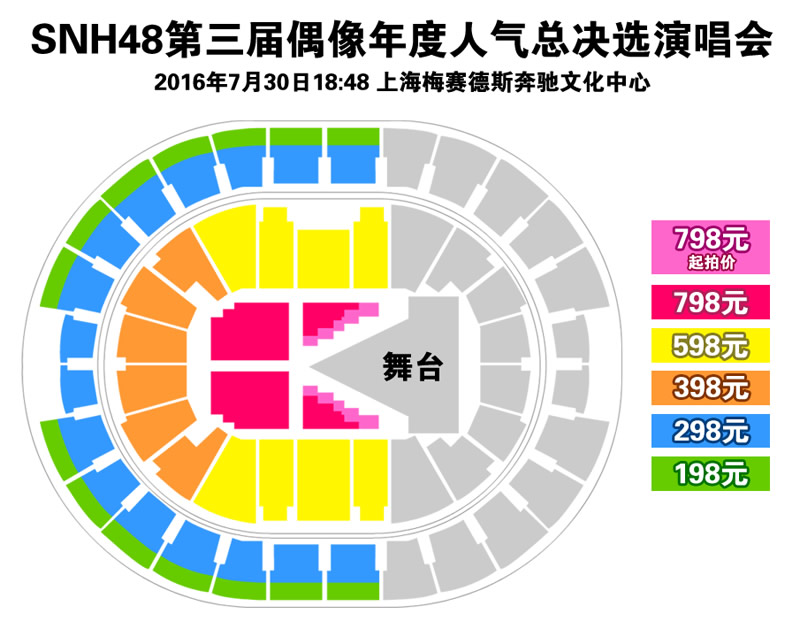 SNH48第三届偶像年度人气总决选演唱会
2016年7月30日18:48 上海梅赛德斯奔驰文化中心
798元
起拍价
798元
598元
398元
298元
198元
舞台